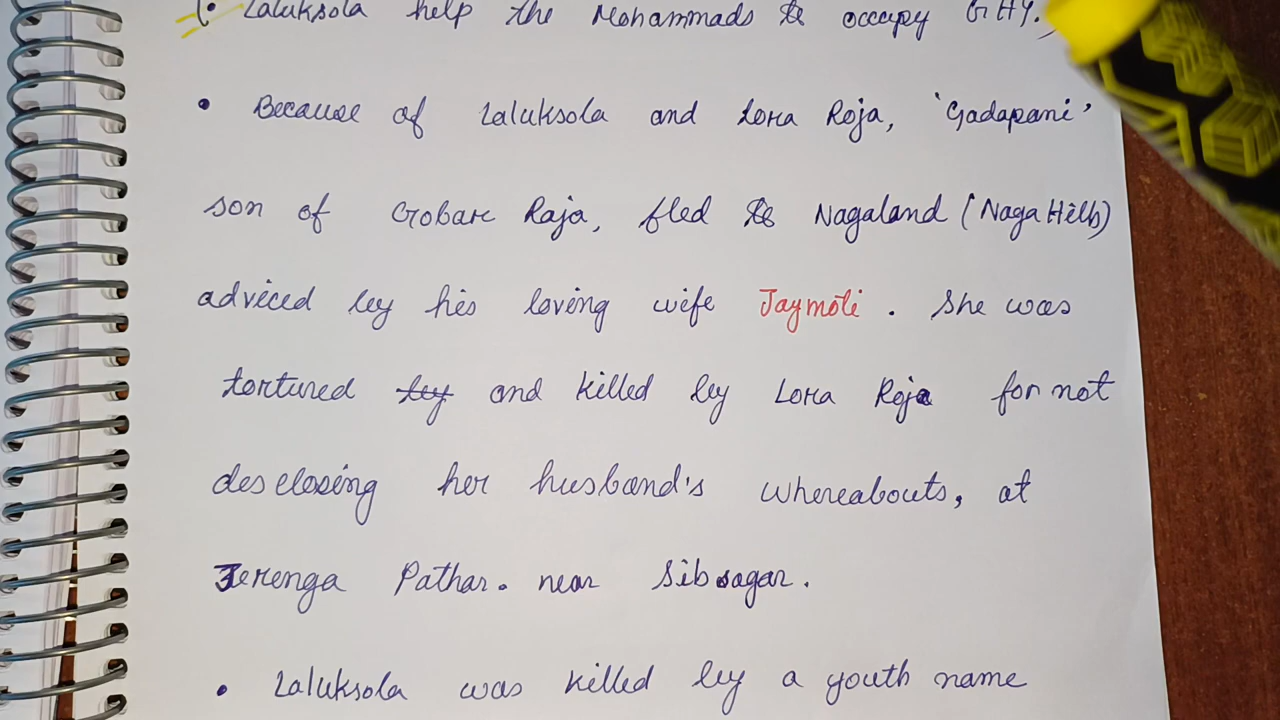 Laluksola help the Mohammads to occupy GHY.
• Because of Laluksola and Lora Roja, 'Gadapani'
son of Gobar Raja, fled to Nagaland (Naga Hills)
adviced by his loving wife Jaymoti. She was
tortured by and killed by Lora Roja for not
desclosing her husband's whereabouts, at
Jerenga Pathar. near Sibsagar.
• Laluksola was killed by a youth name